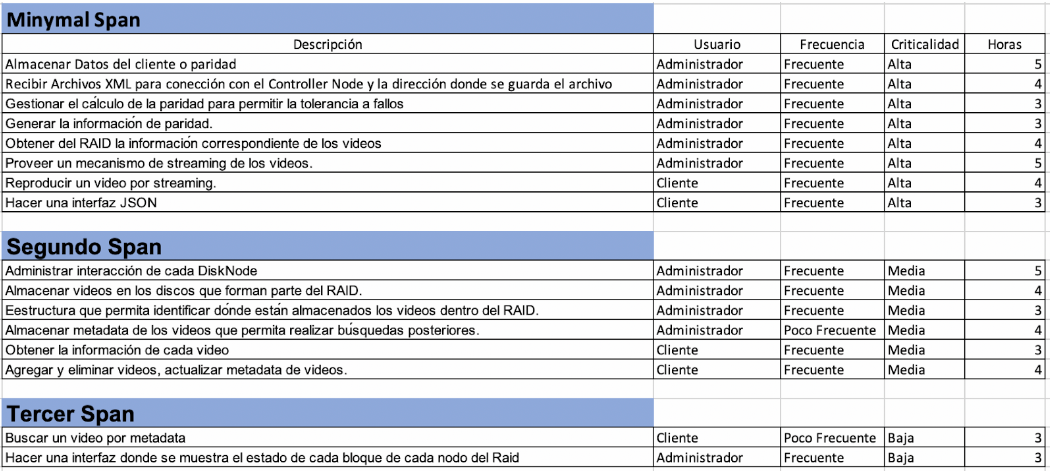 Minymal Span
Descripción Usuario Frecuencia Criticalidad Horas
Almacenar Datos del cliente o paridad Administrador Frecuente Alta 5
Recibir Archivos XML para conección con el Controller Node y la dirección donde se guarda el archivo Administrador Frecuente Alta 4
Gestionar el cálculo de la paridad para permitir la tolerancia a fallos Administrador Frecuente Alta 3
Generar la información de paridad. Administrador Frecuente Alta 3
Obtener del RAID la información correspondiente de los videos Administrador Frecuente Alta 4
Proveer un mecanismo de streaming de los videos. Administrador Frecuente Alta 5
Reproducir un video por streaming. Cliente Frecuente Alta 4
Hacer una interfaz JSON Cliente Frecuente Alta 3
Segundo Span
Administrar interacción de cada DiskNode Administrador Frecuente Media 5
Almacenar videos en los discos que forman parte del RAID. Administrador Frecuente Media 4
Eestructura que permita identificar dónde están almacenados los videos dentro del RAID. Administrador Frecuente Media 3
Almacenar metadata de los videos que permita realizar búsquedas posteriores. Administrador Poco Frecuente Media 4
Obtener la información de cada video Cliente Frecuente Media 3
Agregar y eliminar videos, actualizar metadata de videos. Cliente Frecuente Media 4
Tercer Span
Buscar un video por metadata Cliente Poco Frecuente Baja 3
Hacer una interfaz donde se muestra el estado de cada bloque de cada nodo del Raid Administrador Frecuente Baja 3